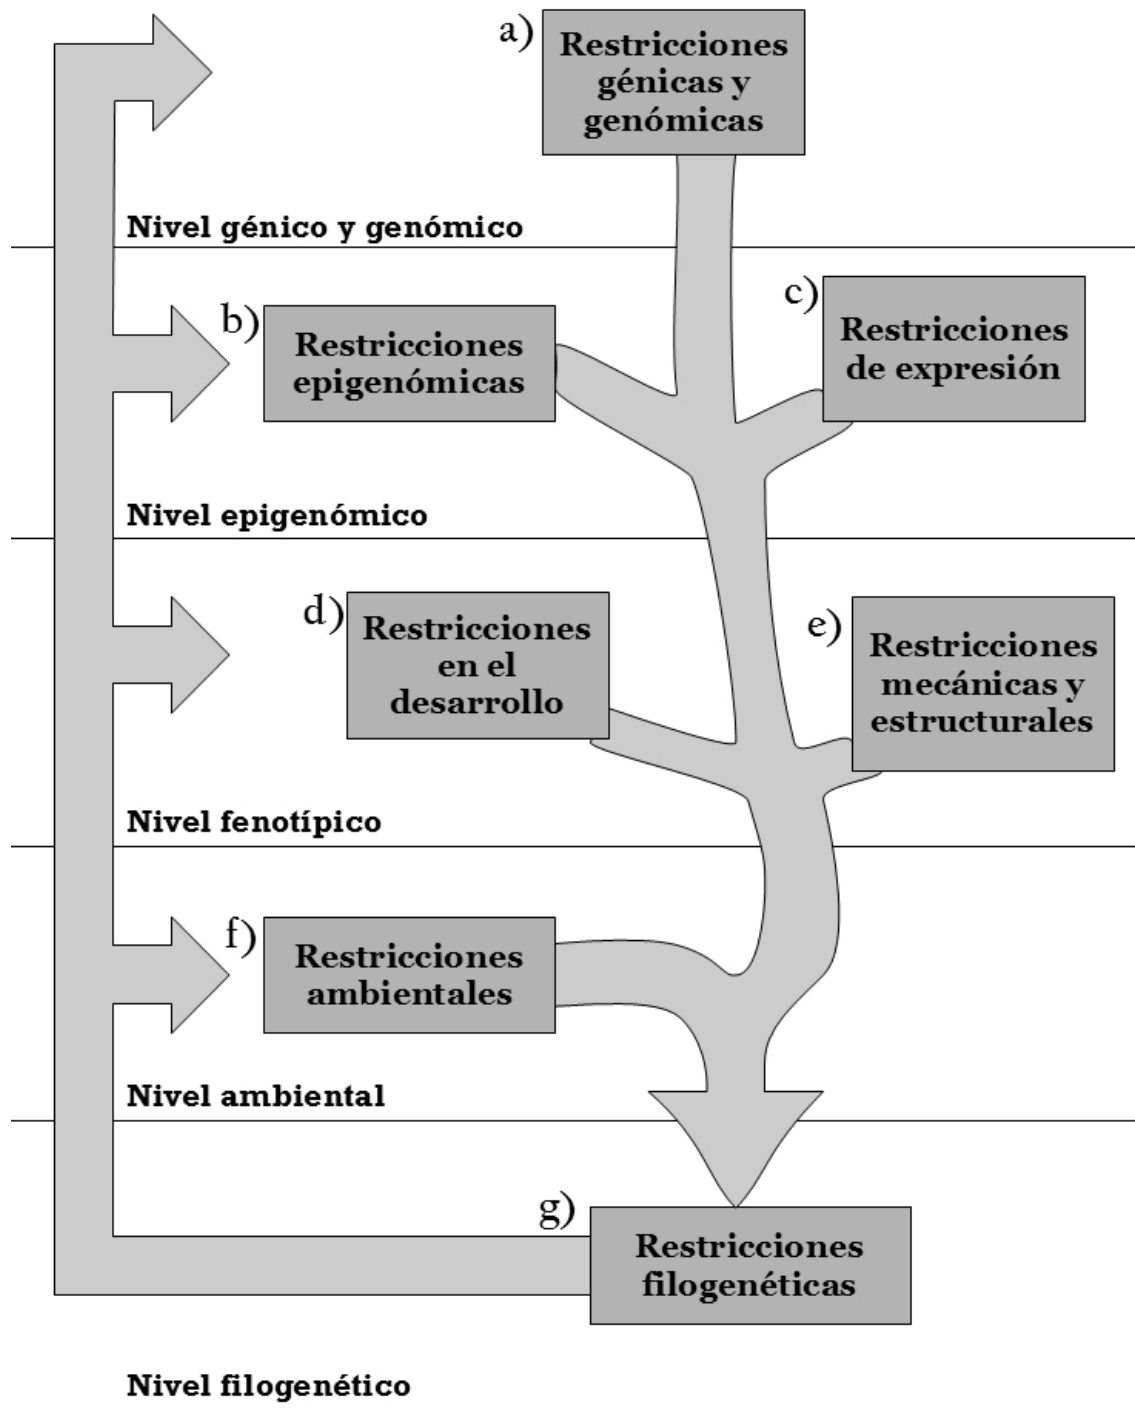 a)
Restricciones
génicas y
genómicas
Nivel génico y genómico
b)
Restricciones
epigenómicas
c)
Restricciones
de expresión
Nivel epigenómico
d)
Restricciones
en el
desarrollo
e)
Restricciones
mecánicas y
estructurales
Nivel fenotípico
f)
Restricciones
ambientales
Nivel ambiental
g)
Restricciones
filogenéticas
Nivel filogenético